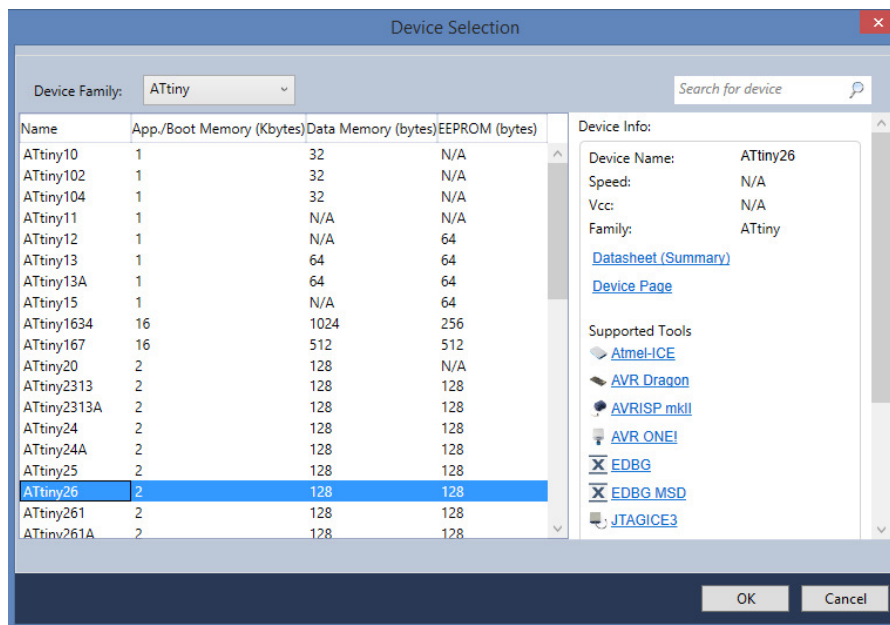 Device Selection
Device Family: ATtiny Search for device
Name App./Boot Memory (Kbytes) Data Memory (bytes) EEPROM (bytes)
ATtiny10 1 32 N/A
ATtiny102 1 32 N/A
ATtiny104 1 32 N/A
ATtiny11 1 N/A N/A
ATtiny12 1 N/A 64
ATtiny13 1 64 64
ATtiny13A 1 64 64
ATtiny15 1 N/A 64
ATtiny1634 16 1024 256
ATtiny167 16 512 512
ATtiny20 2 128 N/A
ATtiny2313 2 128 128
ATtiny2313A 2 128 128
ATtiny24 2 128 128
ATtiny24A 2 128 128
ATtiny25 2 128 128
ATtiny26 2 128 128
ATtiny261 2 128 128
ATtiny261A 2 128 128
Device Info:
Device Name: ATtiny26
Speed: N/A
Vcc: N/A
Family: ATtiny
Datasheet (Summary)
Device Page
Supported Tools
Atmel-ICE
AVR Dragon
AVRISP mkII
AVR ONE!
EDBG
EDBG MSD
JTAGICE3
OK Cancel